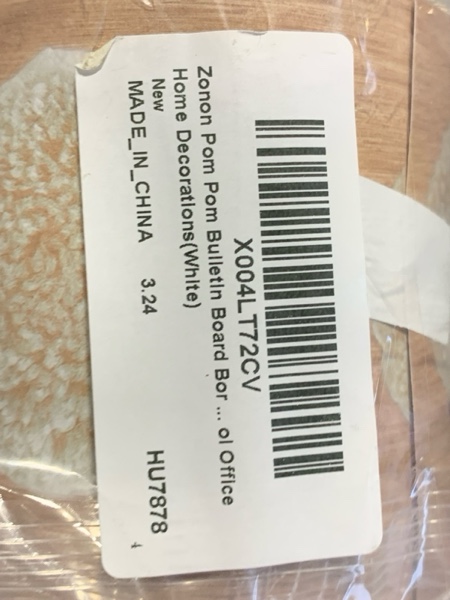 X004LT72CV
Zonon Pom Pom Bulletin Board Bor ... ol Office
Home Decorations(White)
New
MADE_IN_CHINA 3.24 HU7878
4